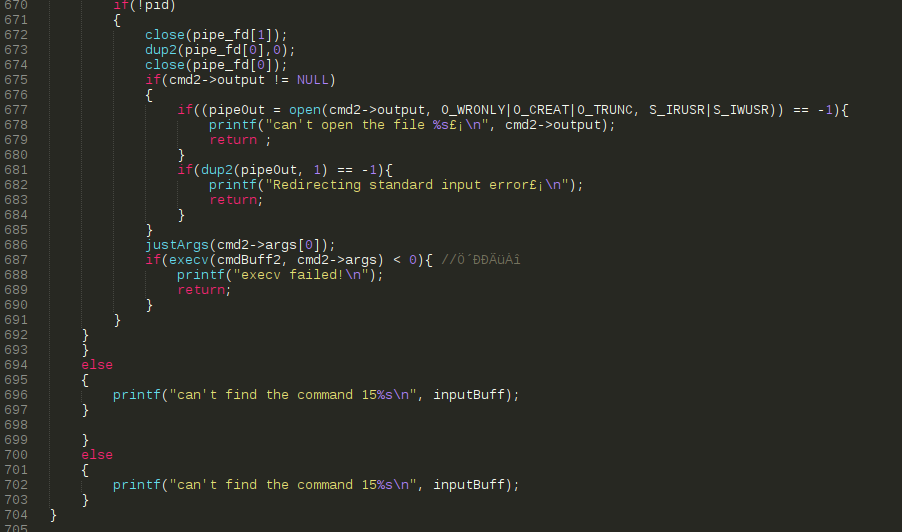 670 if(!pid)
671 {
672 close(pipe_fd[1]);
673 dup2(pipe_fd[0],0);
674 close(pipe_fd[0]);
675 if(cmd2->output != NULL)
676 {
677 if((pipeOut = open(cmd2->output, O_WRONLY|O_CREAT|O_TRUNC, S_IRUSR|S_IWUSR)) == -1){
678 printf("can't open the file %s£¡\n", cmd2->output);
679 return ;
680 }
681 if(dup2(pipeOut, 1) == -1){
682 printf("Redirecting standard input error£¡\n");
683 return;
684 }
685 }
686 justArgs(cmd2->args[0]);
687 if(execv(cmdBuff2, cmd2->args) < 0){ //Ö´ÐÐÃüÁî
688 printf("execv failed!\n");
689 return;
690 }
691 }
692 }
693 }
694 else
695 {
696 printf("can't find the command 15%s\n", inputBuff);
697 }
698
699 }
700 else
701 {
702 printf("can't find the command 15%s\n", inputBuff);
703 }
704 }
705